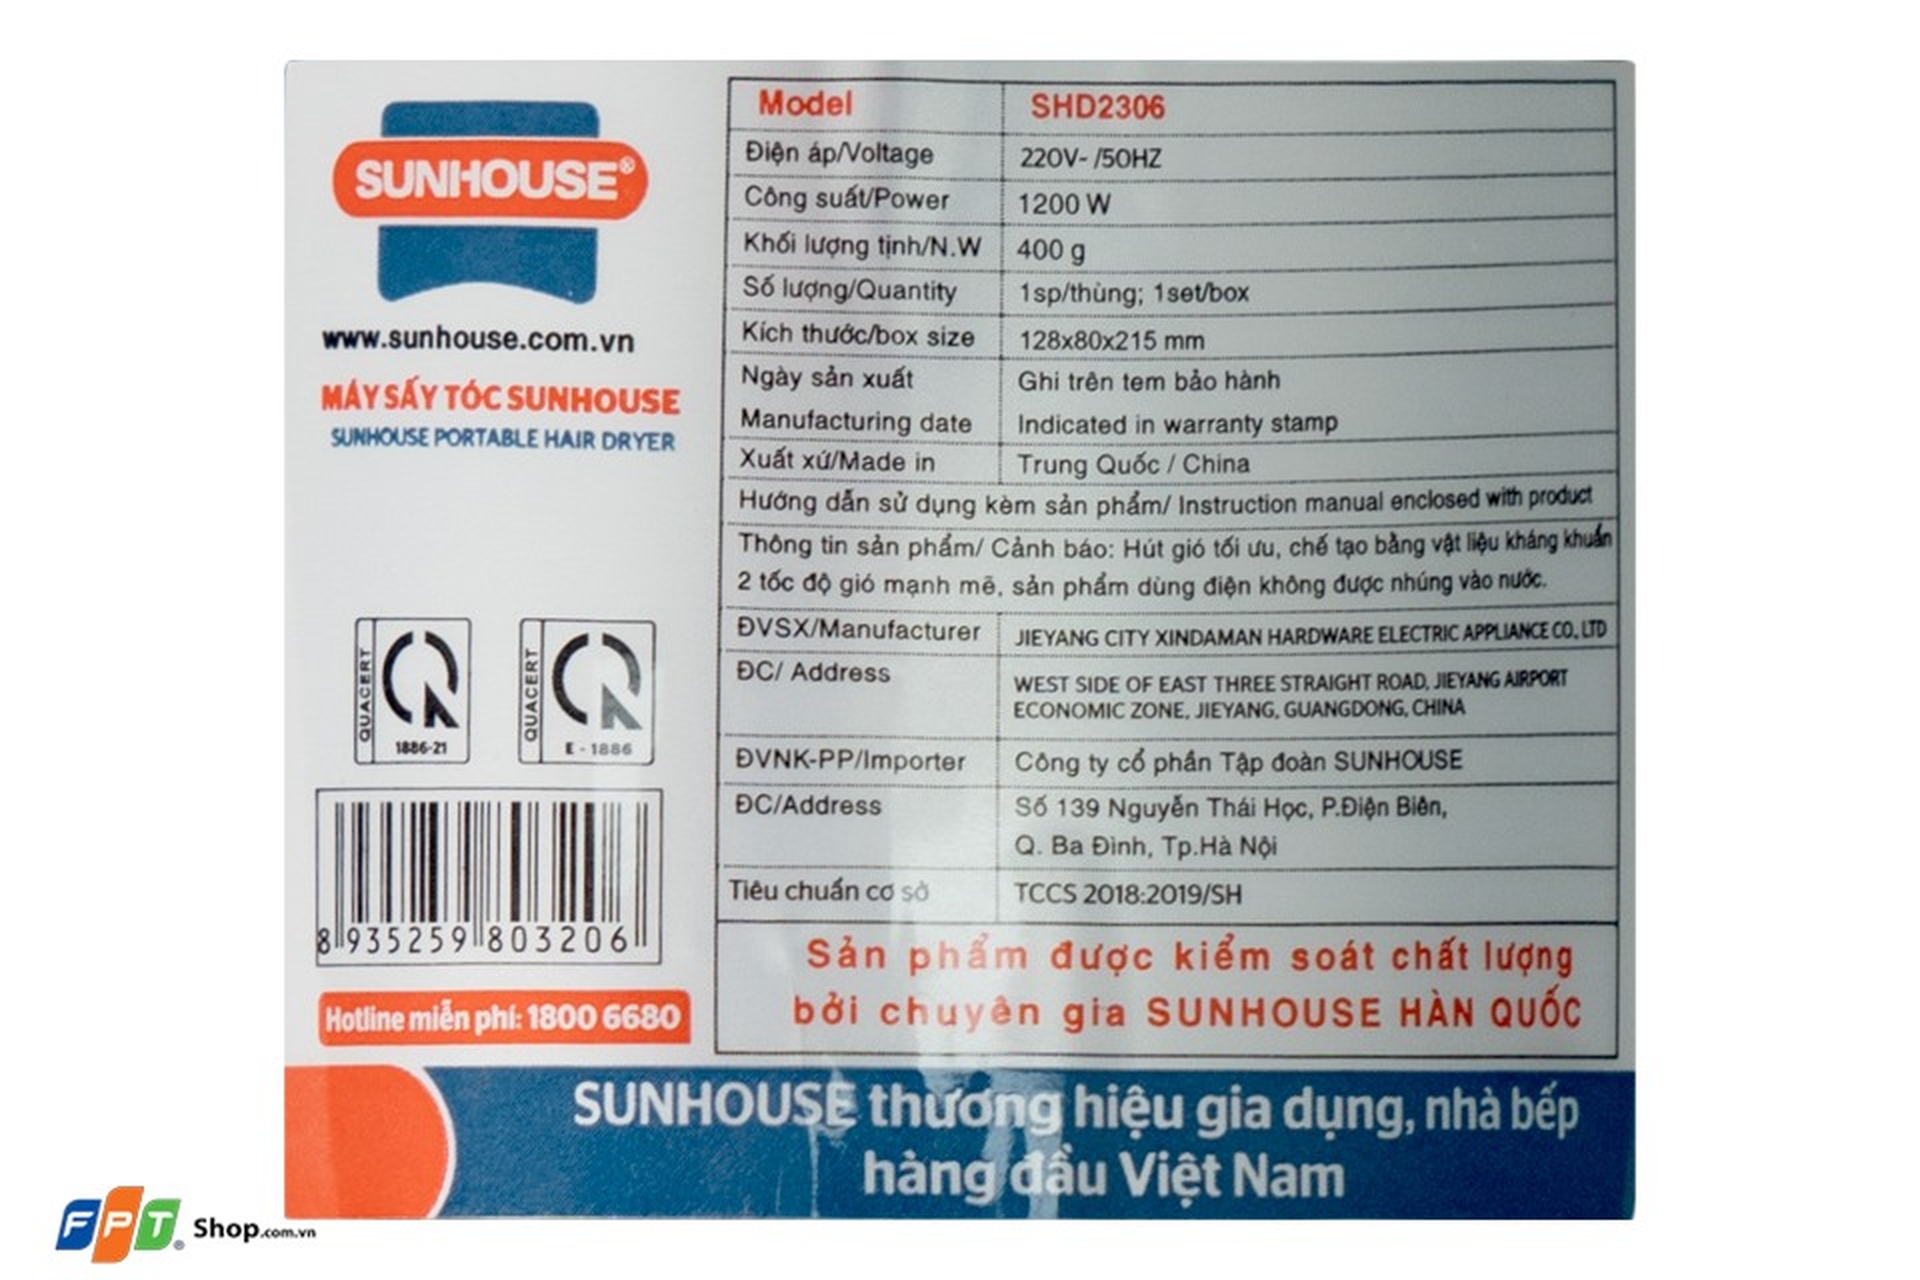 SUNHOUSE®
www.sunhouse.com.vn
MÁY SẤY TÓC SUNHOUSE
SUNHOUSE PORTABLE HAIR DRYER
QUACERT
1886-21
QUACERT
E - 1886
8 935259 803206
Hotline miễn phí: 1800 6680
Model SHD2306
Điện áp/Voltage 220V- /50HZ
Công suất/Power 1200 W
Khối lượng tịnh/N.W 400 g
Số lượng/Quantity 1sp/thùng; 1set/box
Kích thước/box size 128x80x215 mm
Ngày sản xuất Ghi trên tem bảo hành
Manufacturing date Indicated in warranty stamp
Xuất xứ/Made in Trung Quốc / China
Hướng dẫn sử dụng kèm sản phẩm/ Instruction manual enclosed with product
Thông tin sản phẩm/ Cảnh báo: Hút gió tối ưu, chế tạo bằng vật liệu kháng khuẩn
2 tốc độ gió mạnh mẽ, sản phẩm dùng điện không được nhúng vào nước.
ĐVSX/Manufacturer JIEYANG CITY XINDAMAN HARDWARE ELECTRIC APPLIANCE CO., LTD
ĐC/ Address WEST SIDE OF EAST THREE STRAIGHT ROAD, JIEYANG AIRPORT
ECONOMIC ZONE, JIEYANG, GUANGDONG, CHINA
ĐVNK-PP/Importer Công ty cổ phần Tập đoàn SUNHOUSE
ĐC/Address Số 139 Nguyễn Thái Học, P.Điện Biên,
Q. Ba Đình, Tp.Hà Nội
Tiêu chuẩn cơ sở TCCS 2018:2019/SH
Sản phẩm được kiểm soát chất lượng
bởi chuyên gia SUNHOUSE HÀN QUỐC
SUNHOUSE thương hiệu gia dụng, nhà bếp
hàng đầu Việt Nam
FPT® Shop.com.vn